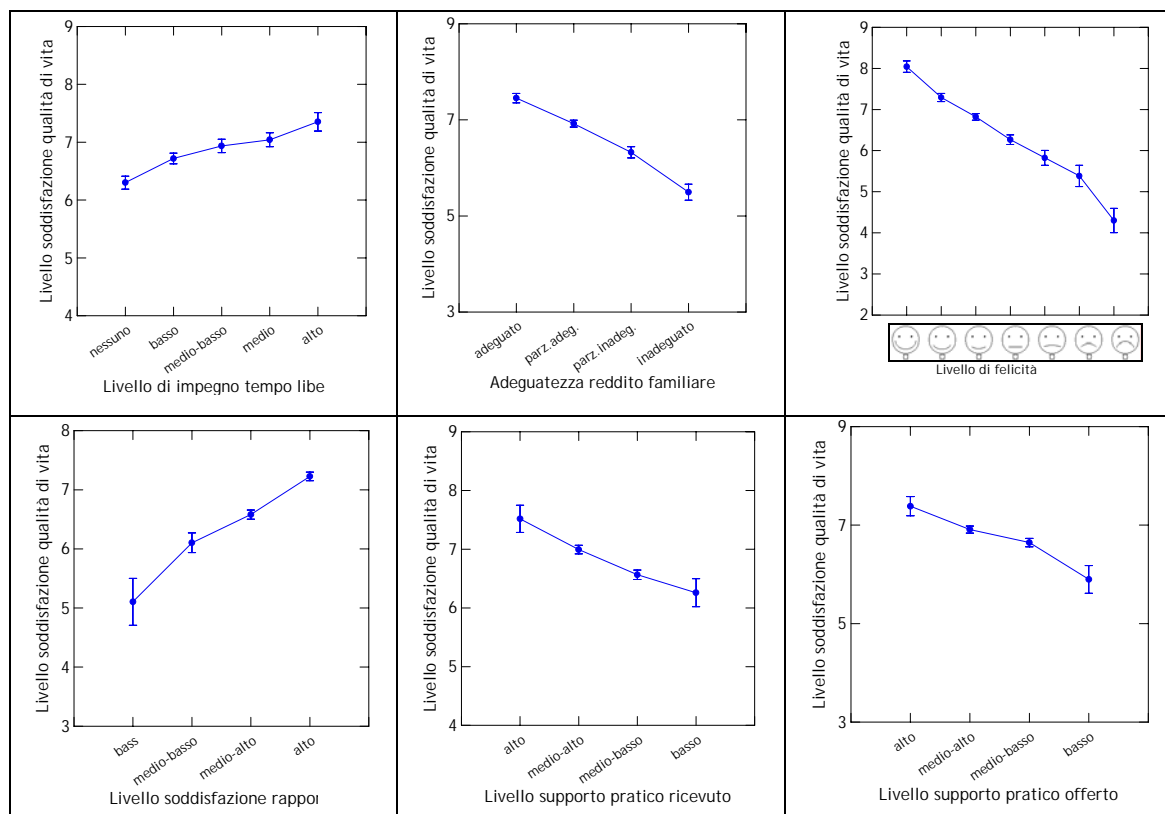 Livello soddisfazione qualità di vita
9
8
7
6
5
4
nessuno
basso
medio-basso
medio
alto
Livello di impegno tempo libe
Livello soddisfazione qualità di vita
9
7
5
3
adeguato
parz.adeg.
parz.inadeg.
inadeguato
Adeguatezza reddito familiare
Livello soddisfazione qualità di vita
9
8
7
6
5
4
3
2
Livello di felicità
Livello soddisfazione qualità di vita
8
7
6
5
4
3
bass
medio-basso
medio-alto
alto
Livello soddisfazione rappor
Livello soddisfazione qualità di vita
9
8
7
6
5
4
alto
medio-alto
medio-basso
basso
Livello supporto pratico ricevuto
Livello soddisfazione qualità di vita
9
7
5
3
alto
medio-alto
medio-basso
basso
Livello supporto pratico offerto